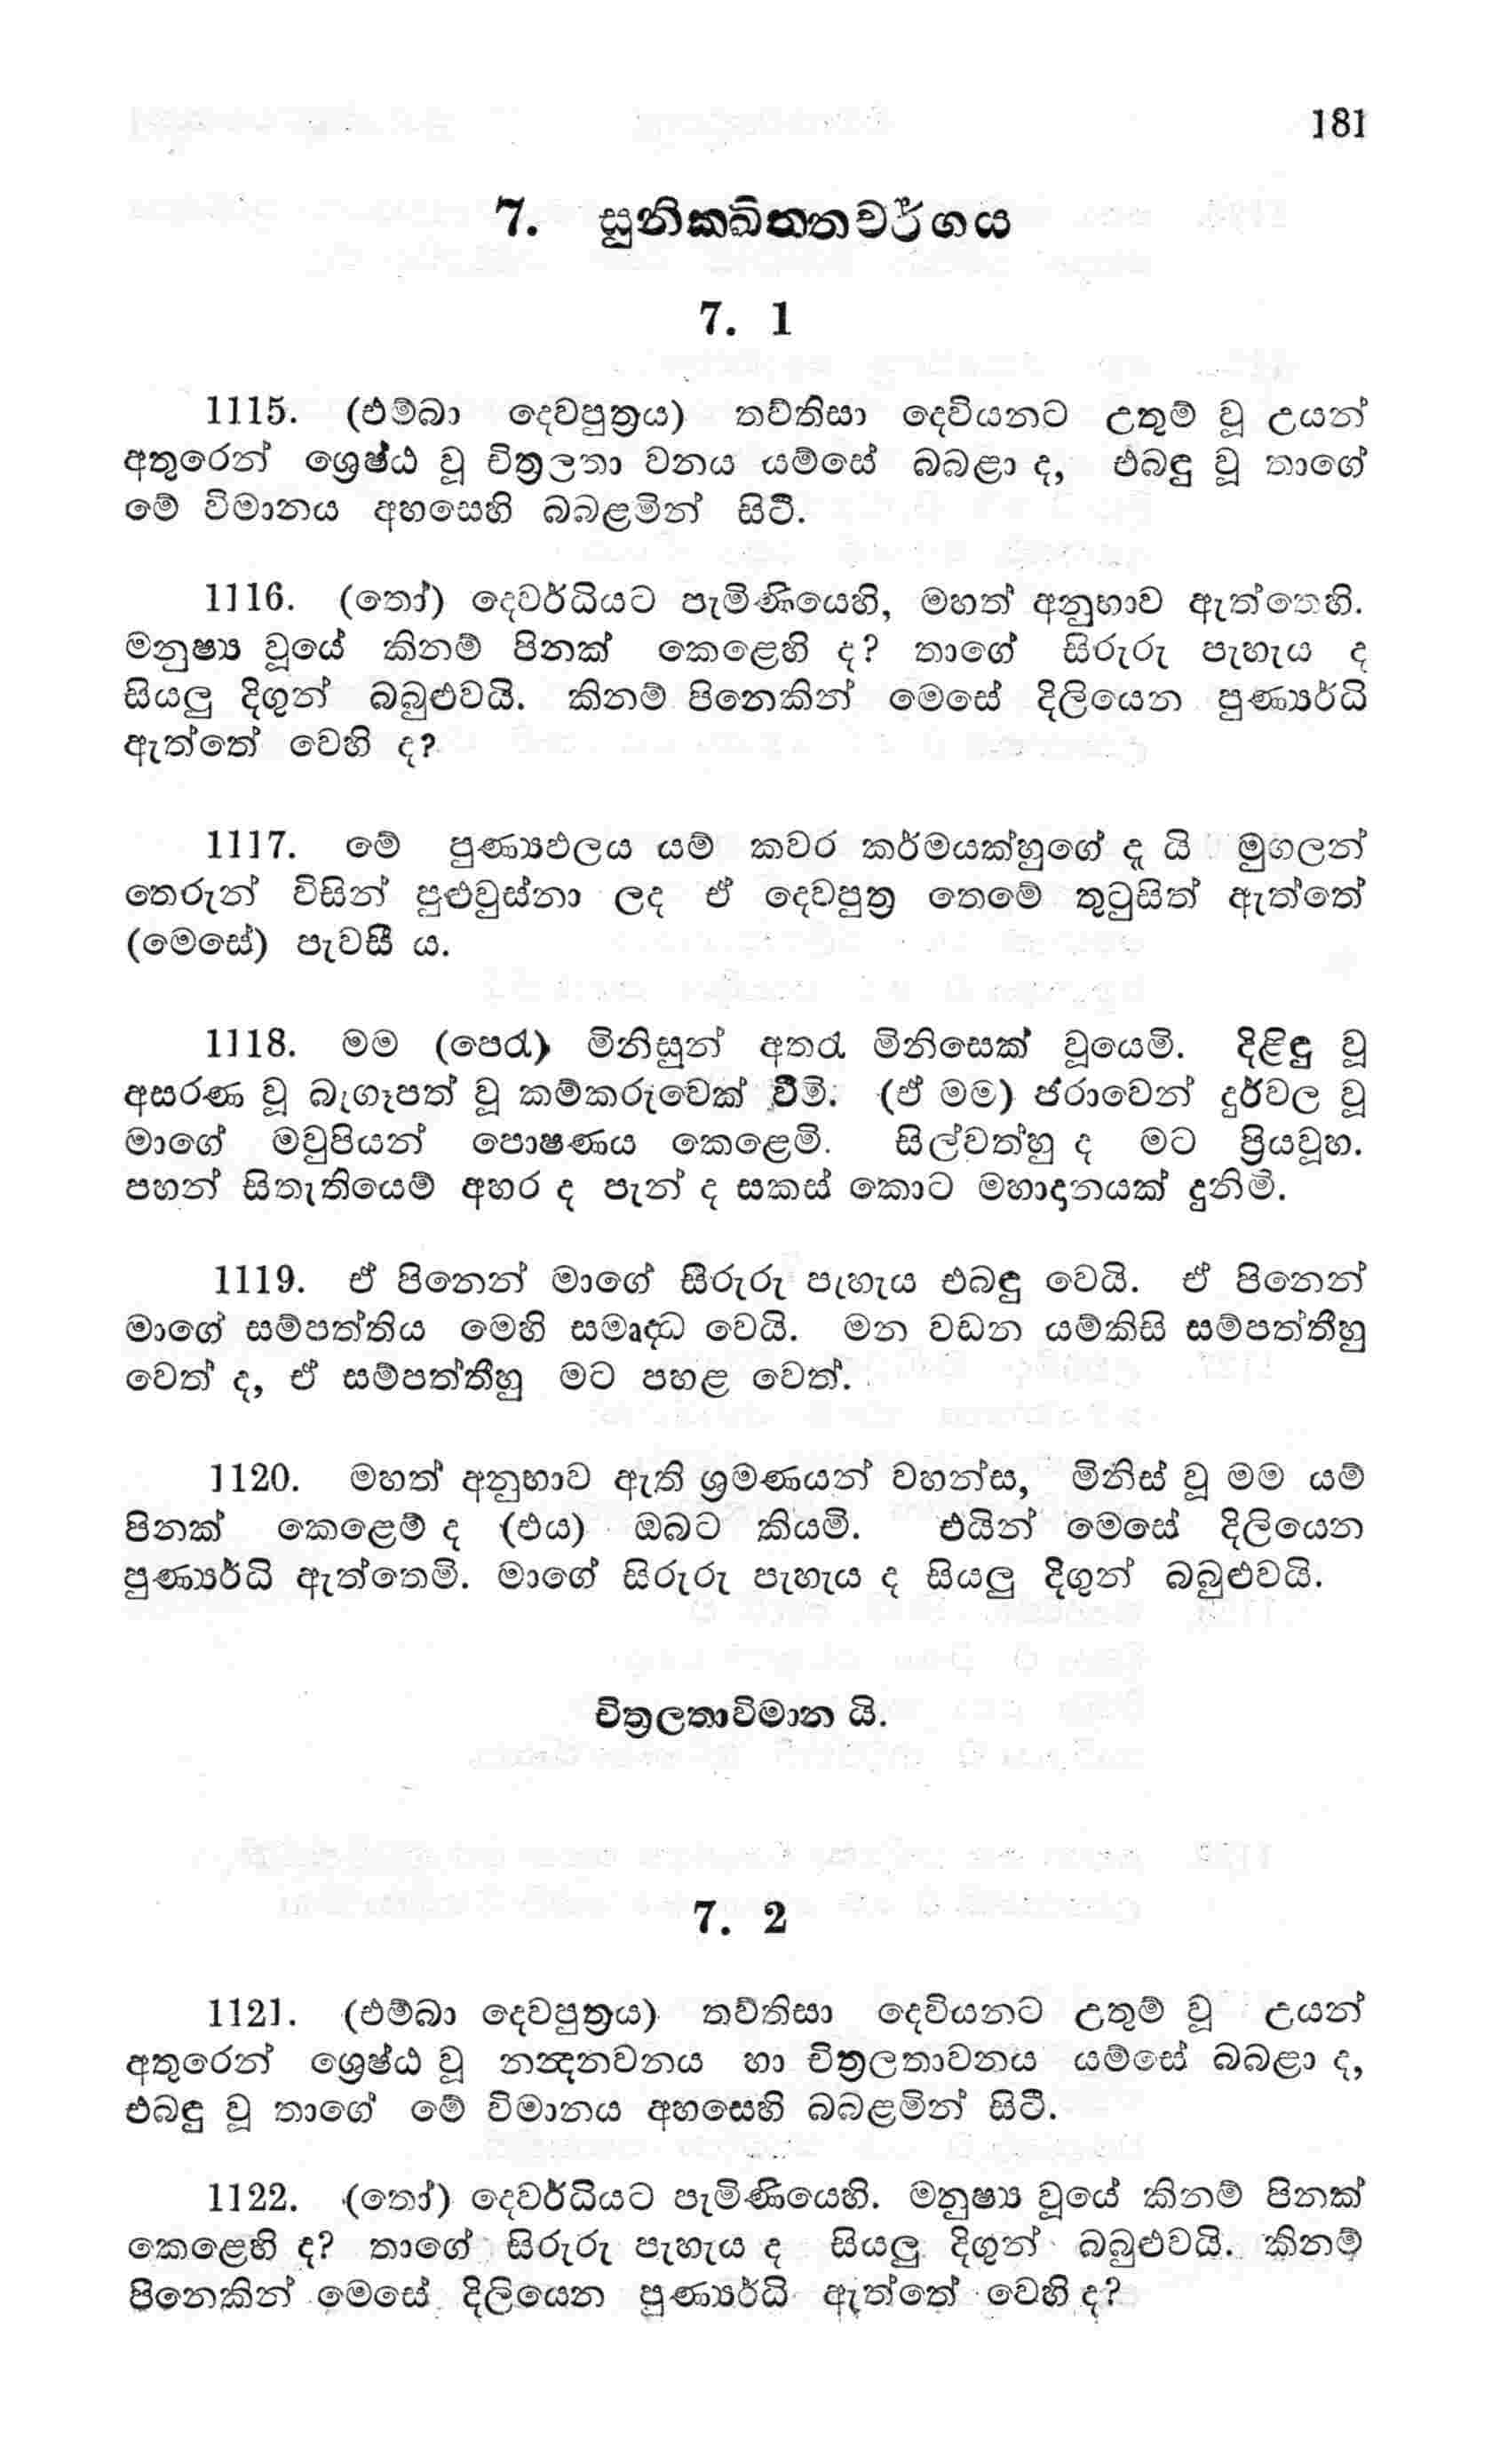 181
7. සුනික්ඛිත්තවර්ගය
7. 1
1115. (එම්බා දෙවපුත්‍රය) තව්තිසා දෙවියනට උතුම් වූ උයන්
අතුරෙන් ශ්‍රෙෂ්ඨ වූ චිත්‍රලතා වනය යම්සේ බබළා ද, එබඳු වූ තාගේ
මේ විමානය අහසෙහි බබළමින් සිටී.
1116. (තෝ) දෙවර්ධියට පැමිණියෙහි, මහත් අනුභාව ඇත්තෙහි.
මනුෂ්‍ය වූයේ කිනම් පිනක් කෙළෙහි ද? තාගේ සිරුරු පැහැය ද
සියලු දිගුන් බබුළුවයි. කිනම් පිනෙකින් මෙසේ දිලියෙන පුණ්‍යර්ධි
ඇත්තේ වෙහි ද?
1117. මේ පුණ්‍යඵලය යම් කවර කර්මයක්හුගේ දැ යි මුගලන්
තෙරුන් විසින් පුළුවුස්නා ලද ඒ දෙවපුත්‍ර තෙමේ තුටුසිත් ඇත්තේ
(මෙසේ) පැවසී ය.
1118. මම (පෙරැ) මිනිසුන් අතරැ මිනිසෙක් වූයෙමි. දිළිඳු වූ
අසරණ වූ බැගෑපත් වූ කම්කරුවෙක් වීමි. (ඒ මම) ජරාවෙන් දුර්වල වූ
මාගේ මවුපියන් පොෂණය කෙළෙමි. සිල්වත්හු ද මට ප්‍රියවූහ.
පහන් සිතැතියෙම් අහර ද පැන් ද සකස් කොට මහාදානයක් දුනිමි.
1119. ඒ පිනෙන් මාගේ සිරුරු පැහැය එබඳු වෙයි. ඒ පිනෙන්
මාගේ සම්පත්තිය මෙහි සමෘද්ධ වෙයි. මන වඩන යම්කිසි සම්පත්තීහු
වෙත් ද, ඒ සම්පත්තීහු මට පහළ වෙත්.
1120. මහත් අනුභාව ඇති ශ්‍රමණයන් වහන්ස, මිනිස් වූ මම යම්
පිනක් කෙළෙම් ද (එය) ඔබට කියමි. එයින් මෙසේ දිලියෙන
පුණ්‍යර්ධි ඇත්තෙමි. මාගේ සිරුරු පැහැය ද සියලු දිගුන් බබුළුවයි.
චිත්‍රලතාවිමාන යි.
7. 2
1121. (එම්බා දෙවපුත්‍රය) තව්තිසා දෙවියනට උතුම් වූ උයන්
අතුරෙන් ශ්‍රෙෂ්ඨ වූ නන්‍දනවනය හා චිත්‍රලතාවනය යම්සේ බබළා ද,
එබඳු වූ තාගේ මේ විමානය අහසෙහි බබළමින් සිටී.
1122. (තෝ) දෙවර්ධියට පැමිණියෙහි. මනුෂ්‍ය වූයේ කිනම් පිනක්
කෙළෙහි ද? තාගේ සිරුරු පැහැය ද සියලු දිගුන් බබුළුවයි. කිනම්
පිනෙකින් මෙසේ දිලියෙන පුණ්‍යර්ධි ඇත්තේ වෙහි ද?